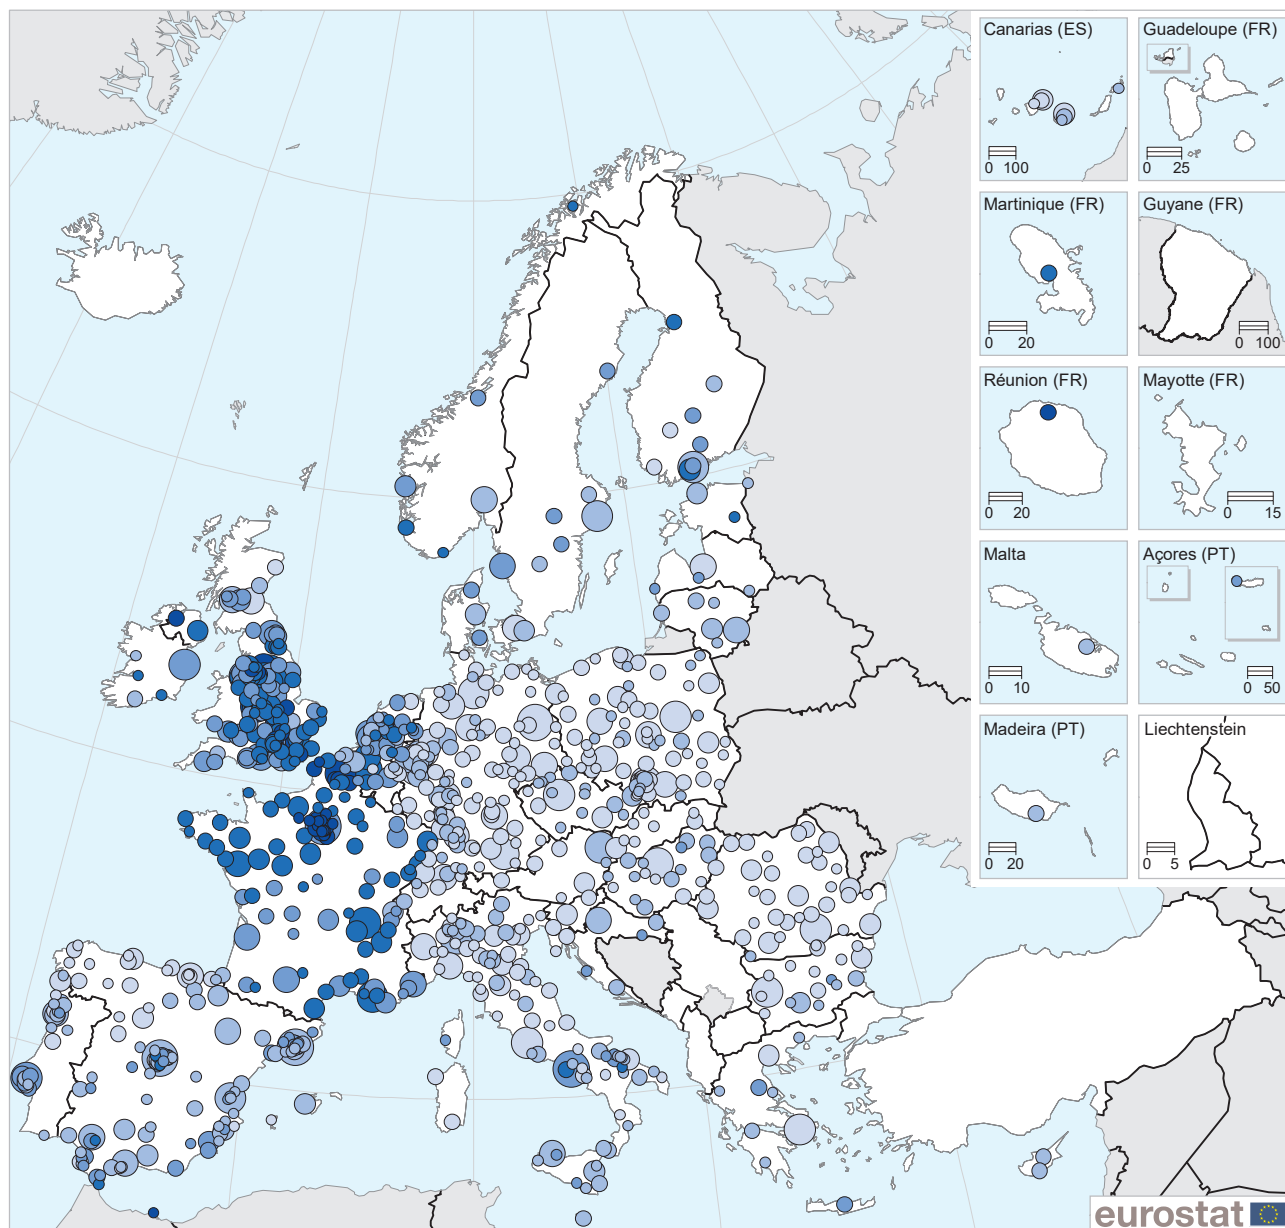 Canarias (ES)
0 100
Guadeloupe (FR)
0 25
Martinique (FR)
0 20
Guyane (FR)
0 100
Réunion (FR)
0 20
Mayotte (FR)
0 15
Malta
0 10
Açores (PT)
0 50
Madeira (PT)
0 20
Liechtenstein
0 5
eurostat